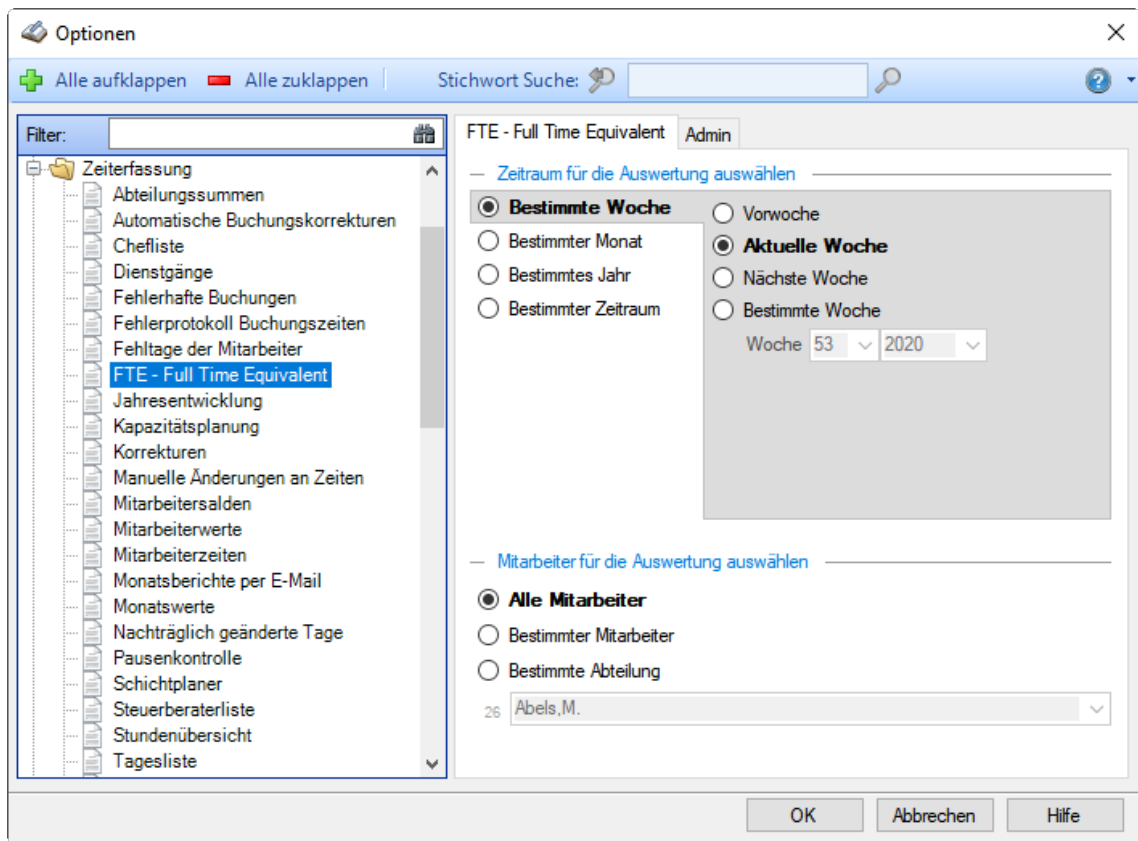 Optionen
Alle aufklappen Alle zuklappen Stichwort Suche:
Filter:
Zeiterfassung
Abteilungssummen
Automatische Buchungskorrekturen
Chefliste
Dienstgänge
Fehlerhafte Buchungen
Fehlerprotokoll Buchungszeiten
Fehltage der Mitarbeiter
FTE - Full Time Equivalent
Jahresentwicklung
Kapazitätsplanung
Korrekturen
Manuelle Änderungen an Zeiten
Mitarbeitersalden
Mitarbeiterwerte
Mitarbeiterzeiten
Monatsberichte per E-Mail
Monatswerte
Nachträglich geänderte Tage
Pausenkontrolle
Schichtplaner
Steuerberaterliste
Stundenübersicht
Tagesliste
FTE - Full Time Equivalent Admin
Zeitraum für die Auswertung auswählen
Bestimmte Woche
Bestimmter Monat
Bestimmtes Jahr
Bestimmter Zeitraum
Vorwoche
Aktuelle Woche
Nächste Woche
Bestimmte Woche
Woche 53 2020
Mitarbeiter für die Auswertung auswählen
Alle Mitarbeiter
Bestimmter Mitarbeiter
Bestimmte Abteilung
26 Abels,M.
OK Abbrechen Hilfe